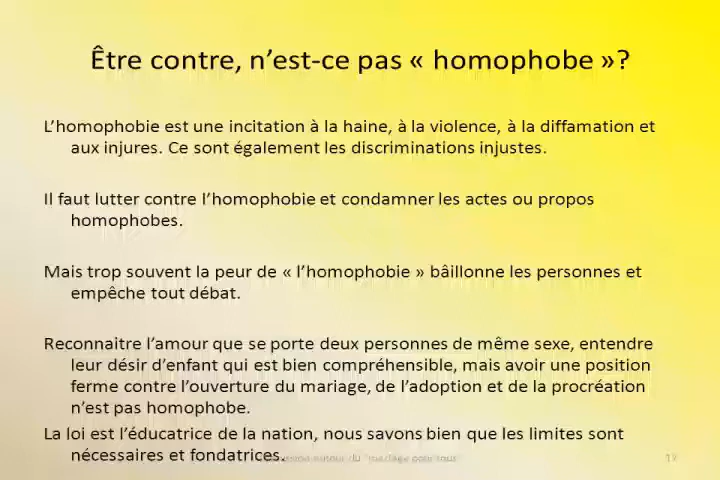 Être contre, n’est-ce pas « homophobe »?
L’homophobie est une incitation à la haine, à la violence, à la diffamation et
aux injures. Ce sont également les discriminations injustes.
Il faut lutter contre l’homophobie et condamner les actes ou propos
homophobes.
Mais trop souvent la peur de « l’homophobie » bâillonne les personnes et
empêche tout débat.
Reconnaitre l’amour que se porte deux personnes de même sexe, entendre
leur désir d’enfant qui est bien compréhensible, mais avoir une position
ferme contre l’ouverture du mariage, de l’adoption et de la procréation
n’est pas homophobe.
La loi est l’éducatrice de la nation, nous savons bien que les limites sont
nécessaires et fondatrices.
autour du "mariage pour tous"